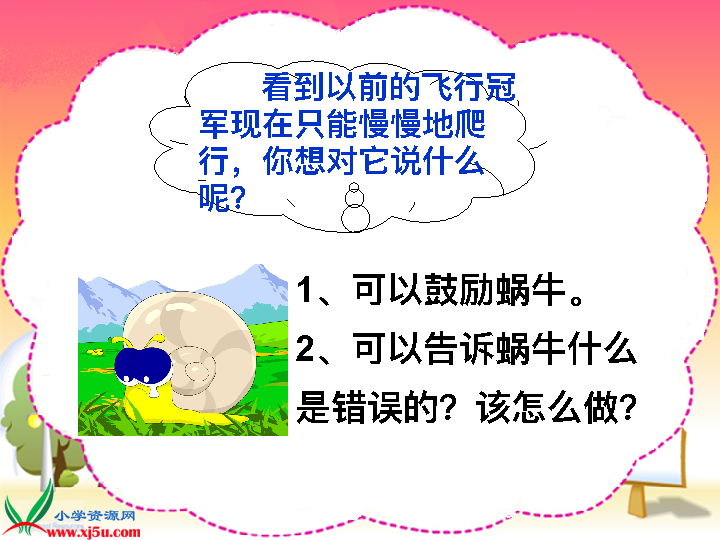 看到以前的飞行冠
军现在只能慢慢地爬
行，你想对它说什么
呢？
1、可以鼓励蜗牛。
2、可以告诉蜗牛什么
是错误的？该怎么做？
小学资源网
www.xj5u.com